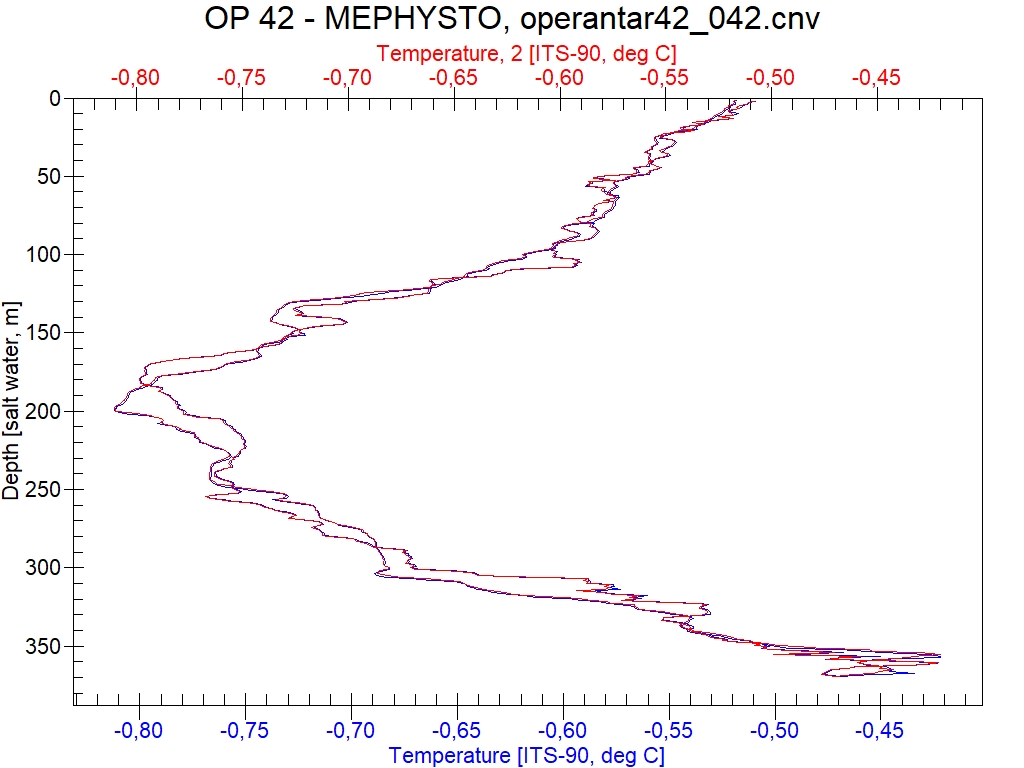 OP 42 - MEPHYSTO, operantar42_042.cnv
Temperature, 2 [ITS-90, deg C]
-0,80 -0,75 -0,70 -0,65 -0,60 -0,55 -0,50 -0,45
0
50
100
150
200
250
300
350
Depth [salt water, m]
-0,80 -0,75 -0,70 -0,65 -0,60 -0,55 -0,50 -0,45
Temperature [ITS-90, deg C]